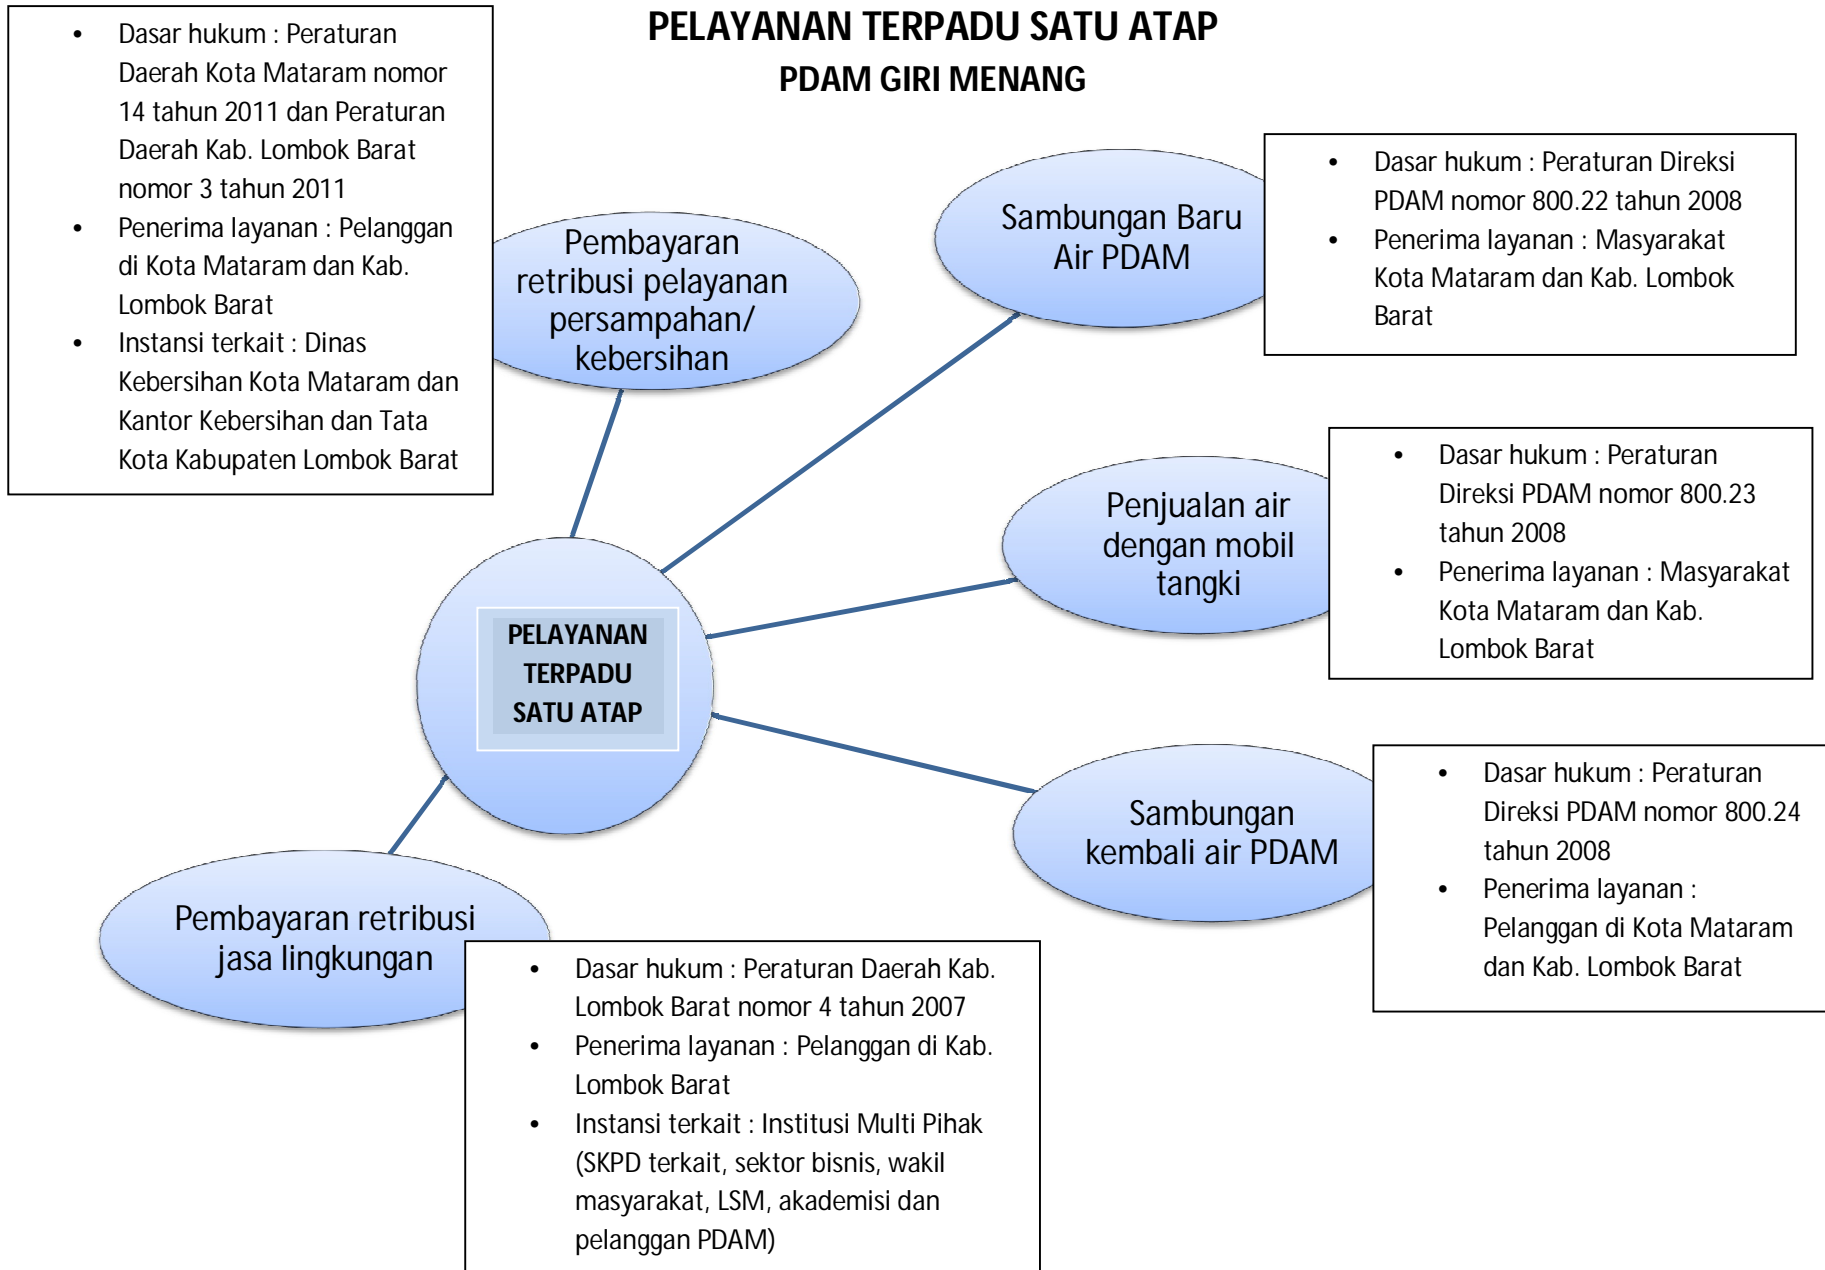 PELAYANAN TERPADU SATU ATAP
PDAM GIRI MENANG
• Dasar hukum : Peraturan
Daerah Kota Mataram nomor
14 tahun 2011 dan Peraturan
Daerah Kab. Lombok Barat
nomor 3 tahun 2011
• Penerima layanan : Pelanggan
di Kota Mataram dan Kab.
Lombok Barat
• Instansi terkait : Dinas
Kebersihan Kota Mataram dan
Kantor Kebersihan dan Tata
Kota Kabupaten Lombok Barat
Pembayaran
retribusi pelayanan
persampahan/
kebersihan
Sambungan Baru
Air PDAM
• Dasar hukum : Peraturan Direksi
PDAM nomor 800.22 tahun 2008
• Penerima layanan : Masyarakat
Kota Mataram dan Kab. Lombok
Barat
Penjualan air
dengan mobil
tangki
• Dasar hukum : Peraturan
Direksi PDAM nomor 800.23
tahun 2008
• Penerima layanan : Masyarakat
Kota Mataram dan Kab.
Lombok Barat
PELAYANAN
TERPADU
SATU ATAP
Sambungan
kembali air PDAM
• Dasar hukum : Peraturan
Direksi PDAM nomor 800.24
tahun 2008
• Penerima layanan :
Pelanggan di Kota Mataram
dan Kab. Lombok Barat
Pembayaran retribusi
jasa lingkungan
• Dasar hukum : Peraturan Daerah Kab.
Lombok Barat nomor 4 tahun 2007
• Penerima layanan : Pelanggan di Kab.
Lombok Barat
• Instansi terkait : Institusi Multi Pihak
(SKPD terkait, sektor bisnis, wakil
masyarakat, LSM, akademisi dan
pelanggan PDAM)